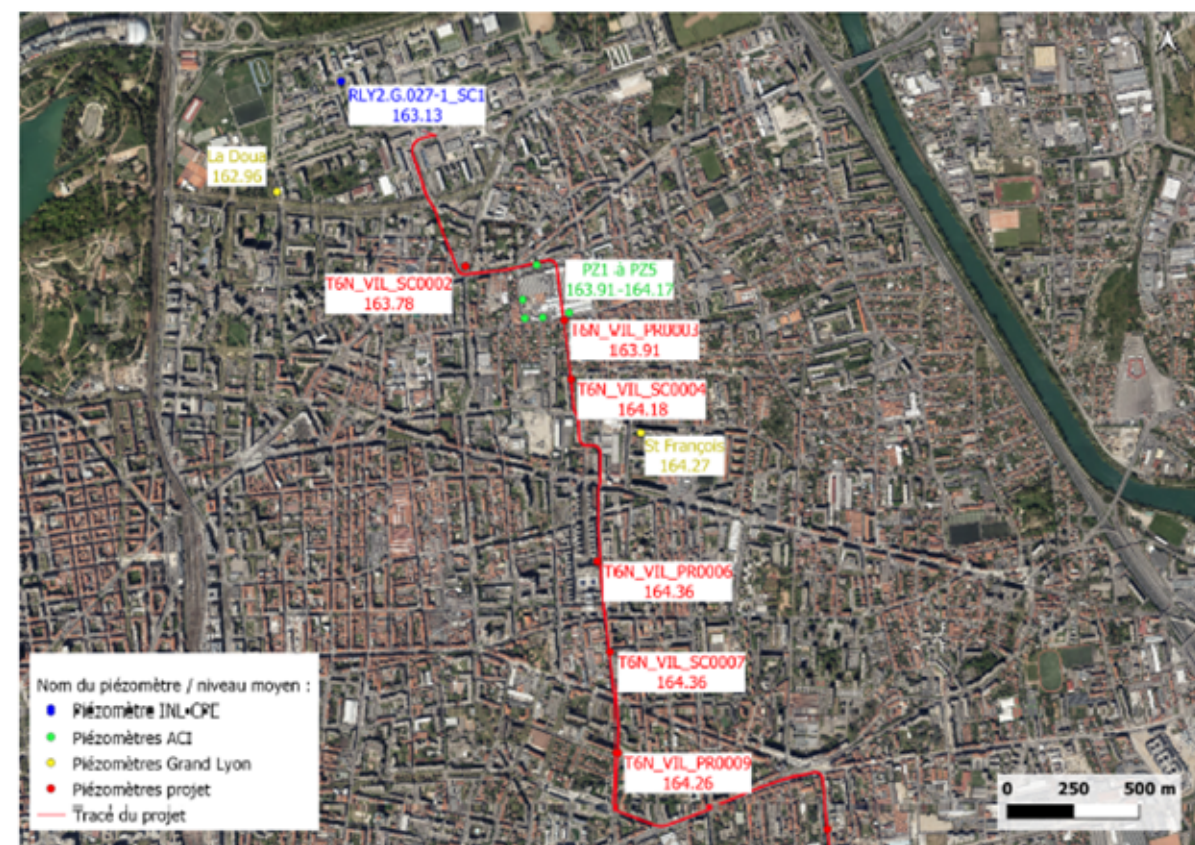 RLY2.G.027-1_SC1
163.13
La Doua
162.96
PZ1 à PZ5
163.91-164.17
T6N_VIL_SC0002
163.78
T6N_VIL_PR0003
163.91
T6N_VIL_SC0004
164.18
St François
164.27
T6N_VIL_PR0006
164.36
T6N_VIL_SC0007
164.36
T6N_VIL_PR0009
164.26
Nom du piézomètre / niveau moyen :
Piézomètre INL-CPE
Piézomètres ACI
Piézomètres Grand Lyon
Piézomètres projet
Tracé du projet
0 250 500 m